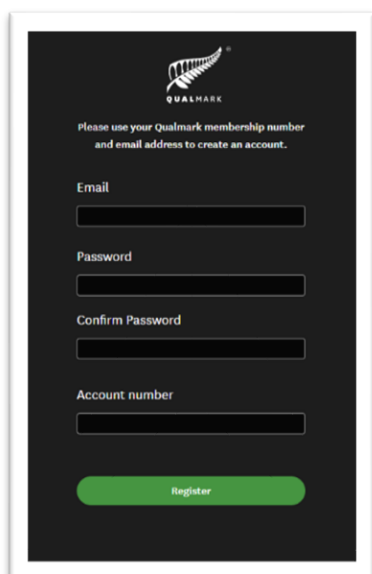 ®
QUALMARK
Please use your Qualmark membership number
and email address to create an account.
Email
Password
Confirm Password
Account number
Register